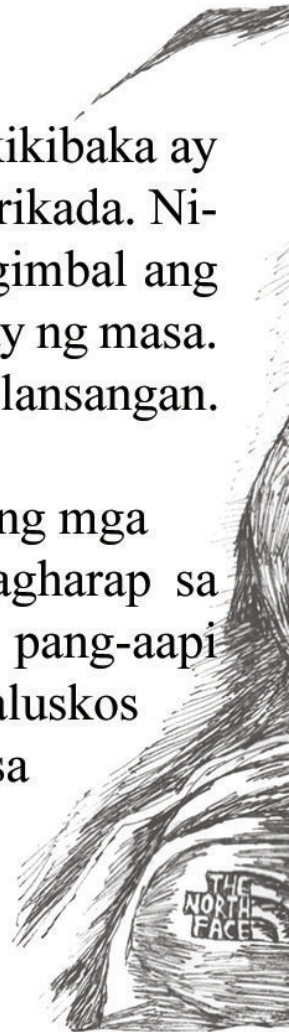 kikibaka ay
rikada. Ni-
gimbal ang
y ng masa.
lansangan.
ng mga
agharap sa
pang-aapi
aluskos
sa
THE
NORTH
FACE